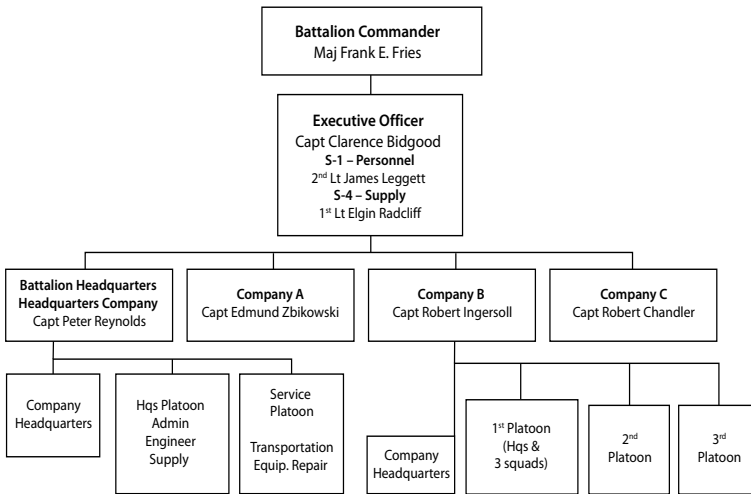 Battalion Commander
Maj Frank E. Fries
Executive Officer
Capt Clarence Bidgood
S-1 – Personnel
2nd Lt James Leggett
S-4 – Supply
1st Lt Elgin Radcliff
Battalion Headquarters
Headquarters Company
Capt Peter Reynolds
Company A
Capt Edmund Zbikowski
Company B
Capt Robert Ingersoll
Company C
Capt Robert Chandler
Company
Headquarters
Hqs Platoon
Admin
Engineer
Supply
Service
Platoon
Transportation
Equip. Repair
Company
Headquarters
1st Platoon
(Hqs &
3 squads)
2nd
Platoon
3rd
Platoon